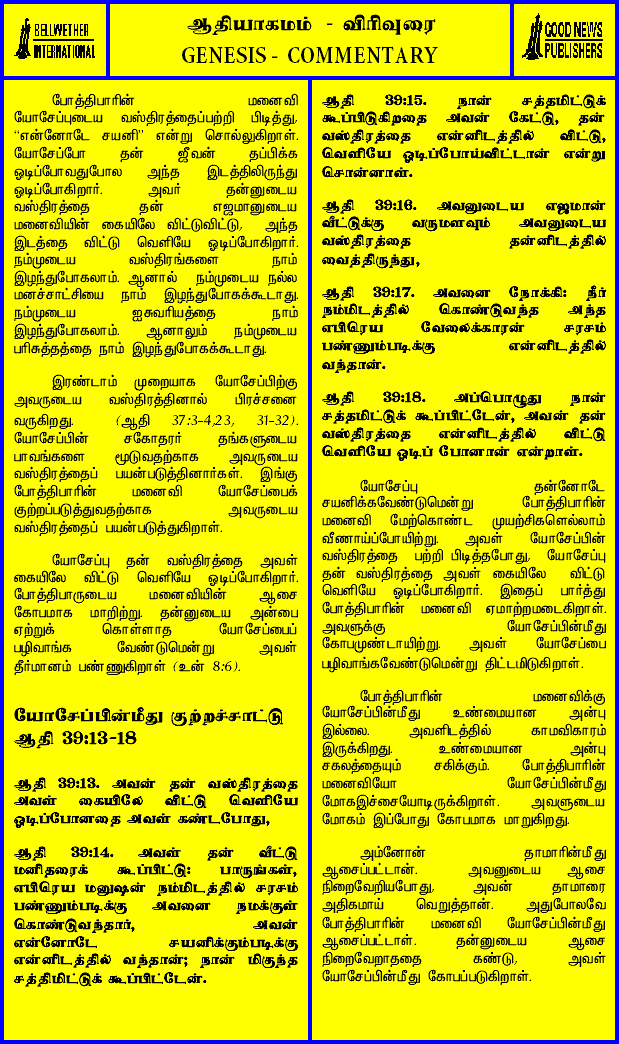 BELLWETHER
INTERNATIONAL
ஆதியாகமம் - விரிவுரை
GENESIS - COMMENTARY
GOOD NEWS
PUBLISHERS
போத்திபாரின் மனைவி
யோசேப்புடைய வஸ்திரத்தைப்பற்றி பிடித்து,
“என்னோடே சயனி” என்று சொல்லுகிறாள்.
யோசேப்போ தன் ஜீவன் தப்பிக்க
ஒடிப்போவதுபோல அந்த இடத்திலிருந்து
ஒடிப்போகிறார். அவர் தன்னுடைய
வஸ்திரத்தை தன் எஜமானுடைய
மனைவியின் கையிலே விட்டுவிட்டு, அந்த
இடத்தை விட்டு வெளியே ஒடிப்போகிறார்.
நம்முடைய வஸ்திரங்களை நாம்
இழந்துபோகலாம். ஆனால் நம்முடைய நல்ல
மனச்சாட்சியை நாம் இழந்துபோகக்கூடாது.
நம்முடைய ஐசுவரியத்தை நாம்
இழந்துபோகலாம். ஆனாலும் நம்முடைய
பரிசுத்தத்தை நாம் இழந்துபோகக்கூடாது.
இரண்டாம் முறையாக யோசேப்பிற்கு
அவருடைய வஸ்திரத்தினால் பிரச்சனை
வருகிறது. (ஆதி 37:3-4,23, 31-32).
யோசேப்பின் சகோதரர் தங்களுடைய
பாவங்களை மூடுவதற்காக அவருடைய
வஸ்திரத்தைப் பயன்படுத்தினார்கள். இங்கு
போத்திபாரின் மனைவி யோசேப்பைக்
குற்றப்படுத்துவதற்காக அவருடைய
வஸ்திரத்தைப் பயன்படுத்துகிறாள்.
யோசேப்பு தன் வஸ்திரத்தை அவள்
கையிலே விட்டு வெளியே ஒடிப்போகிறார்.
போத்திபாருடைய மனைவியின் ஆசை
கோபமாக மாறிற்று. தன்னுடைய அன்பை
ஏற்றுக் கொள்ளாத யோசேப்பைப்
பழிவாங்க வேண்டுமென்று அவள்
தீர்மானம் பண்ணுகிறாள் (உன் 8:6).
யோசேப்பின்மீது குற்றச்சாட்டு
ஆதி 39:13-18
ஆதி 39:13. அவன் தன் வஸ்திரத்தை
அவள் கையிலே விட்டு வெளியே
ஓடிப்போனதை அவள் கண்டபோது,
ஆதி 39:14. அவள் தன் வீட்டு
மனிதரைக் கூப்பிட்டு: பாருங்கள்,
எபிரெய மனுஷன் நம்மிடத்தில் சரசம்
பண்ணும்படிக்கு அவனை நமக்குள்
கொண்டுவந்தார், அவன்
என்னோடே சயனிக்கும்படிக்கு
என்னிடத்தில் வந்தான்; நான் மிகுந்த
சத்திமிட்டுக் கூப்பிட்டேன்.
ஆதி 39:15. நான் சத்தமிட்டுக்
கூப்பிடுகிறதை அவன் கேட்டு, தன்
வஸ்திரத்தை என்னிடத்தில் விட்டு,
வெளியே ஓடிப்போய்விட்டான் என்று
சொன்னாள்.
ஆதி 39:16. அவனுடைய எஜமான்
வீட்டுக்கு வருமளவும் அவனுடைய
வஸ்திரத்தை தன்னிடத்தில்
வைத்திருந்து,
ஆதி 39:17. அவனை நோக்கி: நீர்
நம்மிடத்தில் கொண்டுவந்த அந்த
எபிரெய வேலைக்காரன் சரசம்
பண்ணும்படிக்கு என்னிடத்தில்
வந்தான்.
ஆதி 39:18. அப்பொழுது நான்
சத்தமிட்டுக் கூப்பிட்டேன், அவன் தன்
வஸ்திரத்தை என்னிடத்தில் விட்டு
வெளியே ஓடிப் போனான் என்றாள்.
யோசேப்பு தன்னோடே
சயனிக்கவேண்டுமென்று போத்திபாரின்
மனைவி மேற்கொண்ட முயற்சிகளெல்லாம்
வீணாய்ப்போயிற்று. அவள் யோசேப்பின்
வஸ்திரத்தை பற்றி பிடித்தபோது, யோசேப்பு
தன் வஸ்திரத்தை அவள் கையிலே விட்டு
வெளியே ஒடிப்போகிறார். இதைப் பார்த்து
போத்திபாரின் மனைவி ஏமாற்றமடைகிறாள்.
அவளுக்கு யோசேப்பின்மீது
கோபமுண்டாயிற்று. அவள் யோசேப்பை
பழிவாங்கவேண்டுமென்று திட்டமிடுகிறாள்.
போத்திபாரின் மனைவிக்கு
யோசேப்பின்மீது உண்மையான அன்பு
இல்லை. அவளிடத்தில் காமவிகாரம்
இருக்கிறது. உண்மையான அன்பு
சகலத்தையும் சகிக்கும். போத்திபாரின்
மனைவியோ யோசேப்பின்மீது
மோகஇச்சையோடிருக்கிறாள். அவளுடைய
மோகம் இப்போது கோபமாக மாறுகிறது.
அம்னோன் தாமாரின்மீது
ஆசைப்பட்டான். அவனுடைய ஆசை
நிறைவேறியபோது, அவன் தாமாரை
அதிகமாய் வெறுத்தான். அதுபோலவே
போத்திபாரின் மனைவி யோசேப்பின்மீது
ஆசைப்பட்டாள். தன்னுடைய ஆசை
நிறைவேறாததை கண்டு, அவள்
யோசேப்பின்மீது கோபப்படுகிறாள்.